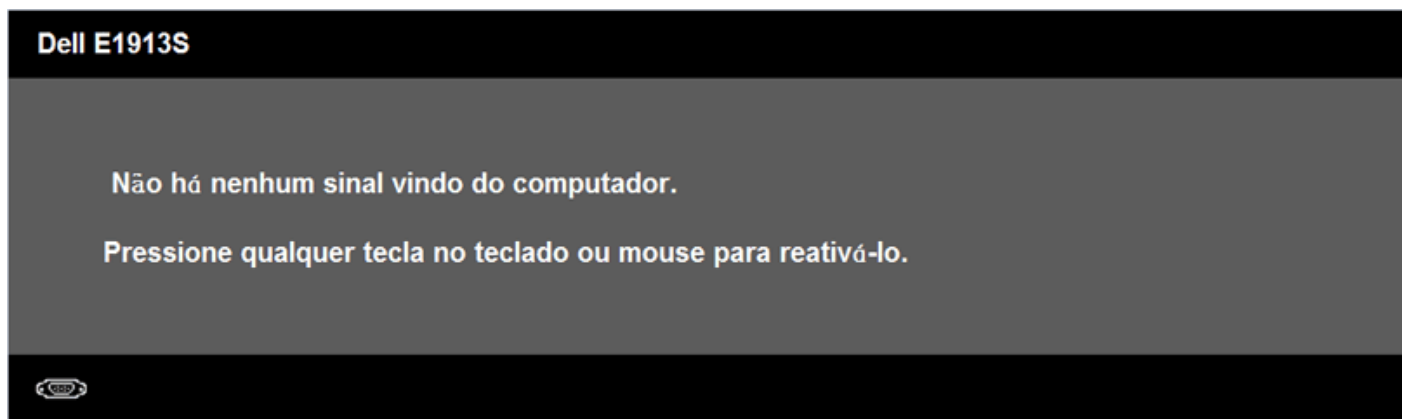 Dell E1913S
Não há nenhum sinal vindo do computador.
Pressione qualquer tecla no teclado ou mouse para reativá-lo.